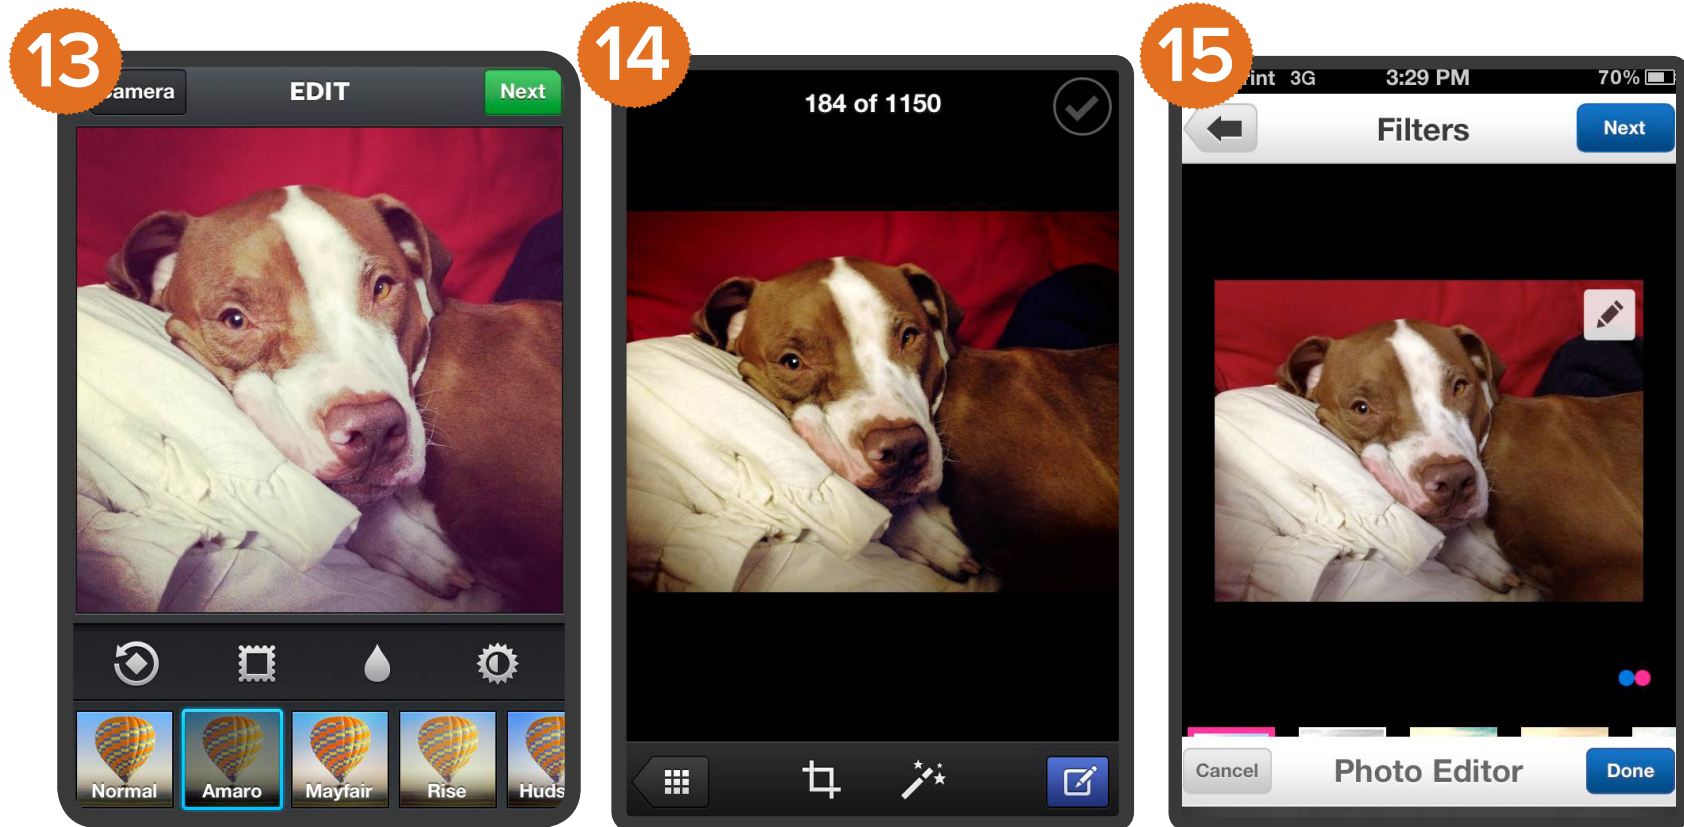 13
amera
EDIT
Next
Normal
Amaro
Mayfair
Rise
Huds
14
184 of 1150
15
int 3G
3:29 PM
70%
Filters
Next
Cancel
Photo Editor
Done